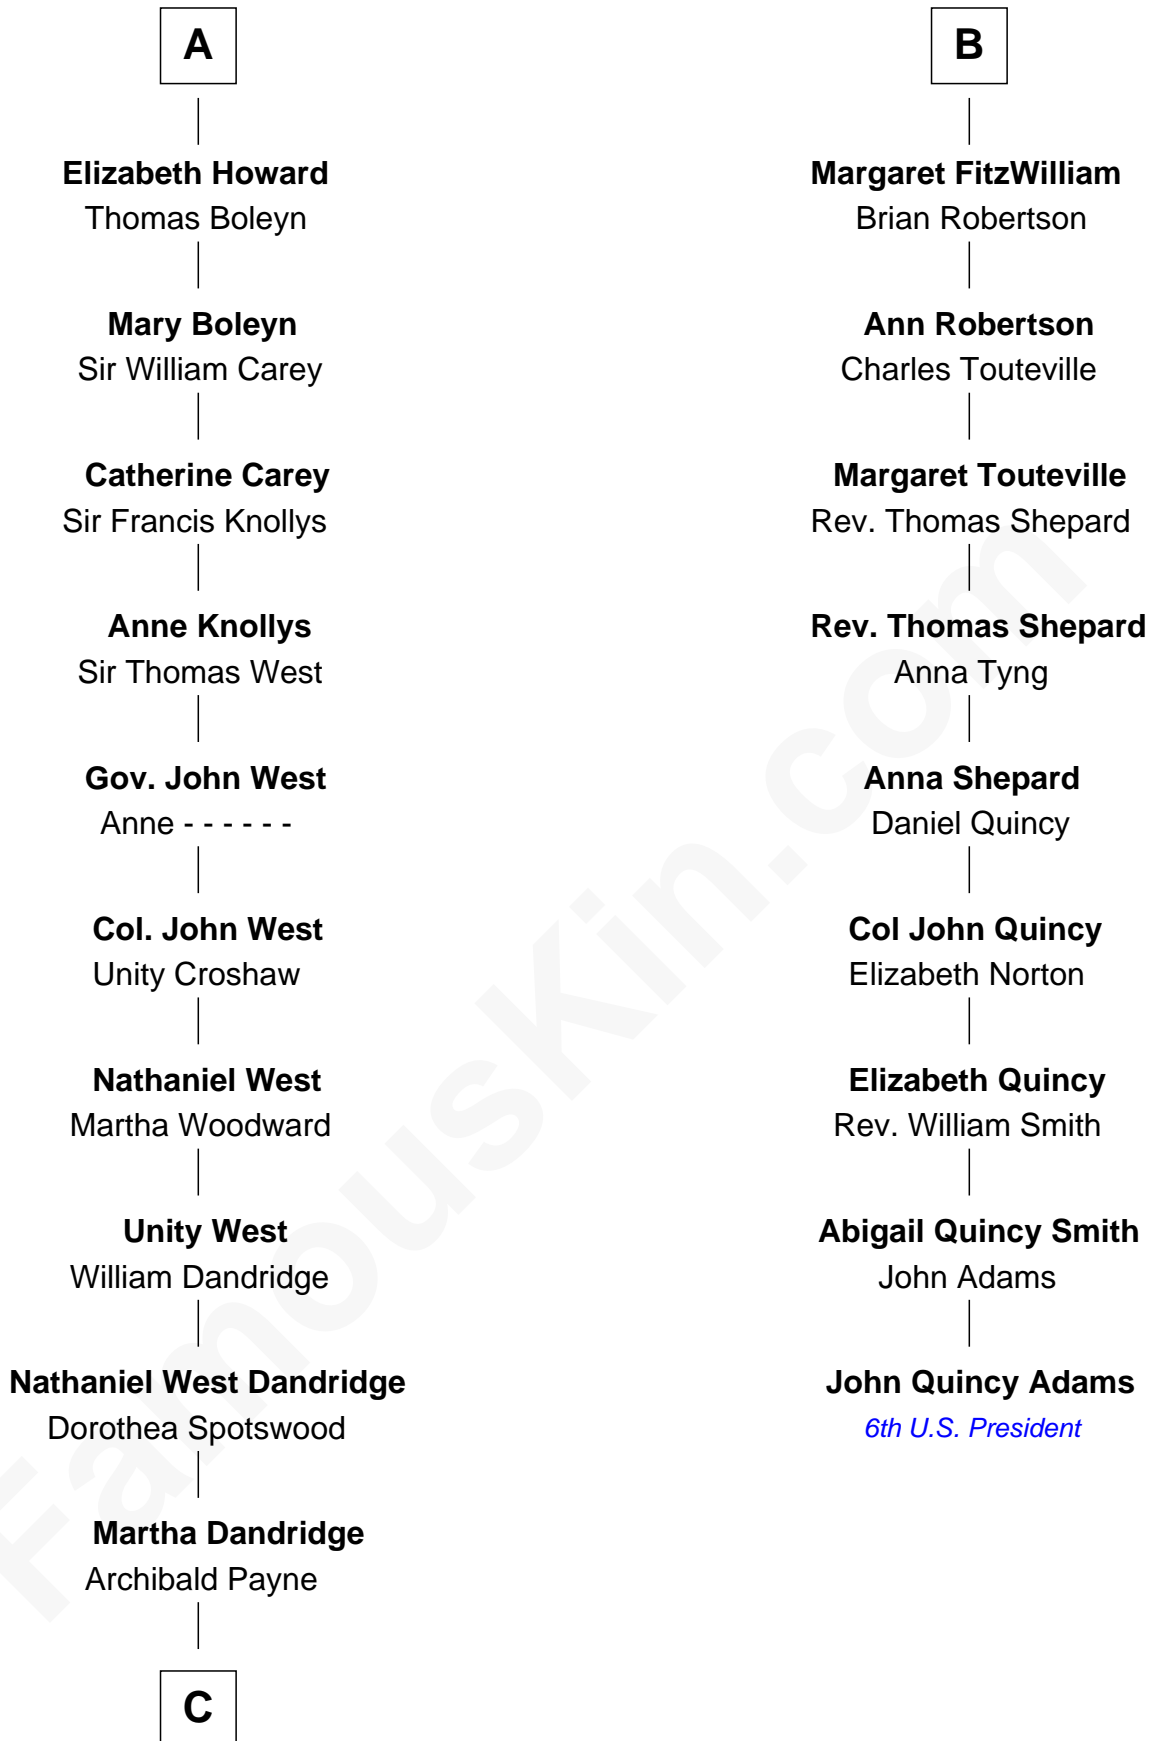 A
Elizabeth Howard
Thomas Boleyn
Mary Boleyn
Sir William Carey
Catherine Carey
Sir Francis Knollys
Anne Knollys
Sir Thomas West
Gov. John West
Anne - - - - - -
Col. John West
Unity Croshaw
Nathaniel West
Martha Woodward
Unity West
William Dandridge
Nathaniel West Dandridge
Dorothea Spotswood
Martha Dandridge
Archibald Payne
C
B
Margaret FitzWilliam
Brian Robertson
Ann Robertson
Charles Touteville
Margaret Touteville
Rev. Thomas Shepard
Rev. Thomas Shepard
Anna Tyng
Anna Shepard
Daniel Quincy
Col John Quincy
Elizabeth Norton
Elizabeth Quincy
Rev. William Smith
Abigail Quincy Smith
John Adams
John Quincy Adams
6th U.S. President
FamousKin.com